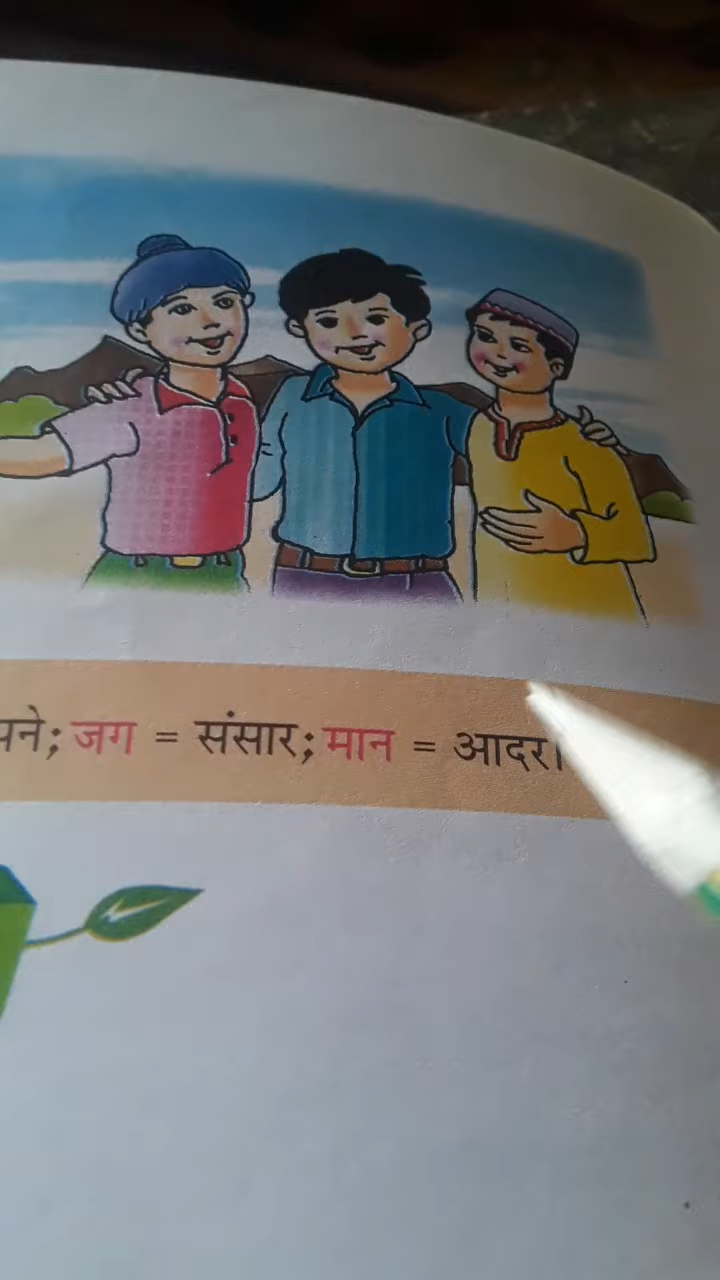 जग = संसार; मान = आदर।